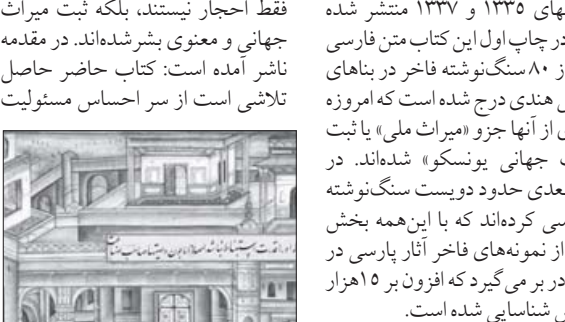 های ۱۳۳۵ و ۱۳۳۷ منتشر شده
در چاپ اول این کتاب متن فارسی
از ۸۰ سنگ‌نوشته فاخر در بناهای
هندی درج شده است که امروزه
از آنها جزو «میراث ملی» یا ثبت
جهانی یونسکو» شده‌اند. در
بعدی حدود دویست سنگ‌نوشته
کرده‌اند که با این‌همه بخش
از نمونه‌های فاخر آثار پارسی در
در بر می‌گیرد که افزون بر ۱۵هزار
شناسایی شده است.
فقط احجار نیستند، بلکه ثبت میراث
جهانی و معنوی بشر شده‌اند. در مقدمه
ناشر آمده است: کتاب حاضر حاصل
تلاشی است از سر احساس مسئولیت